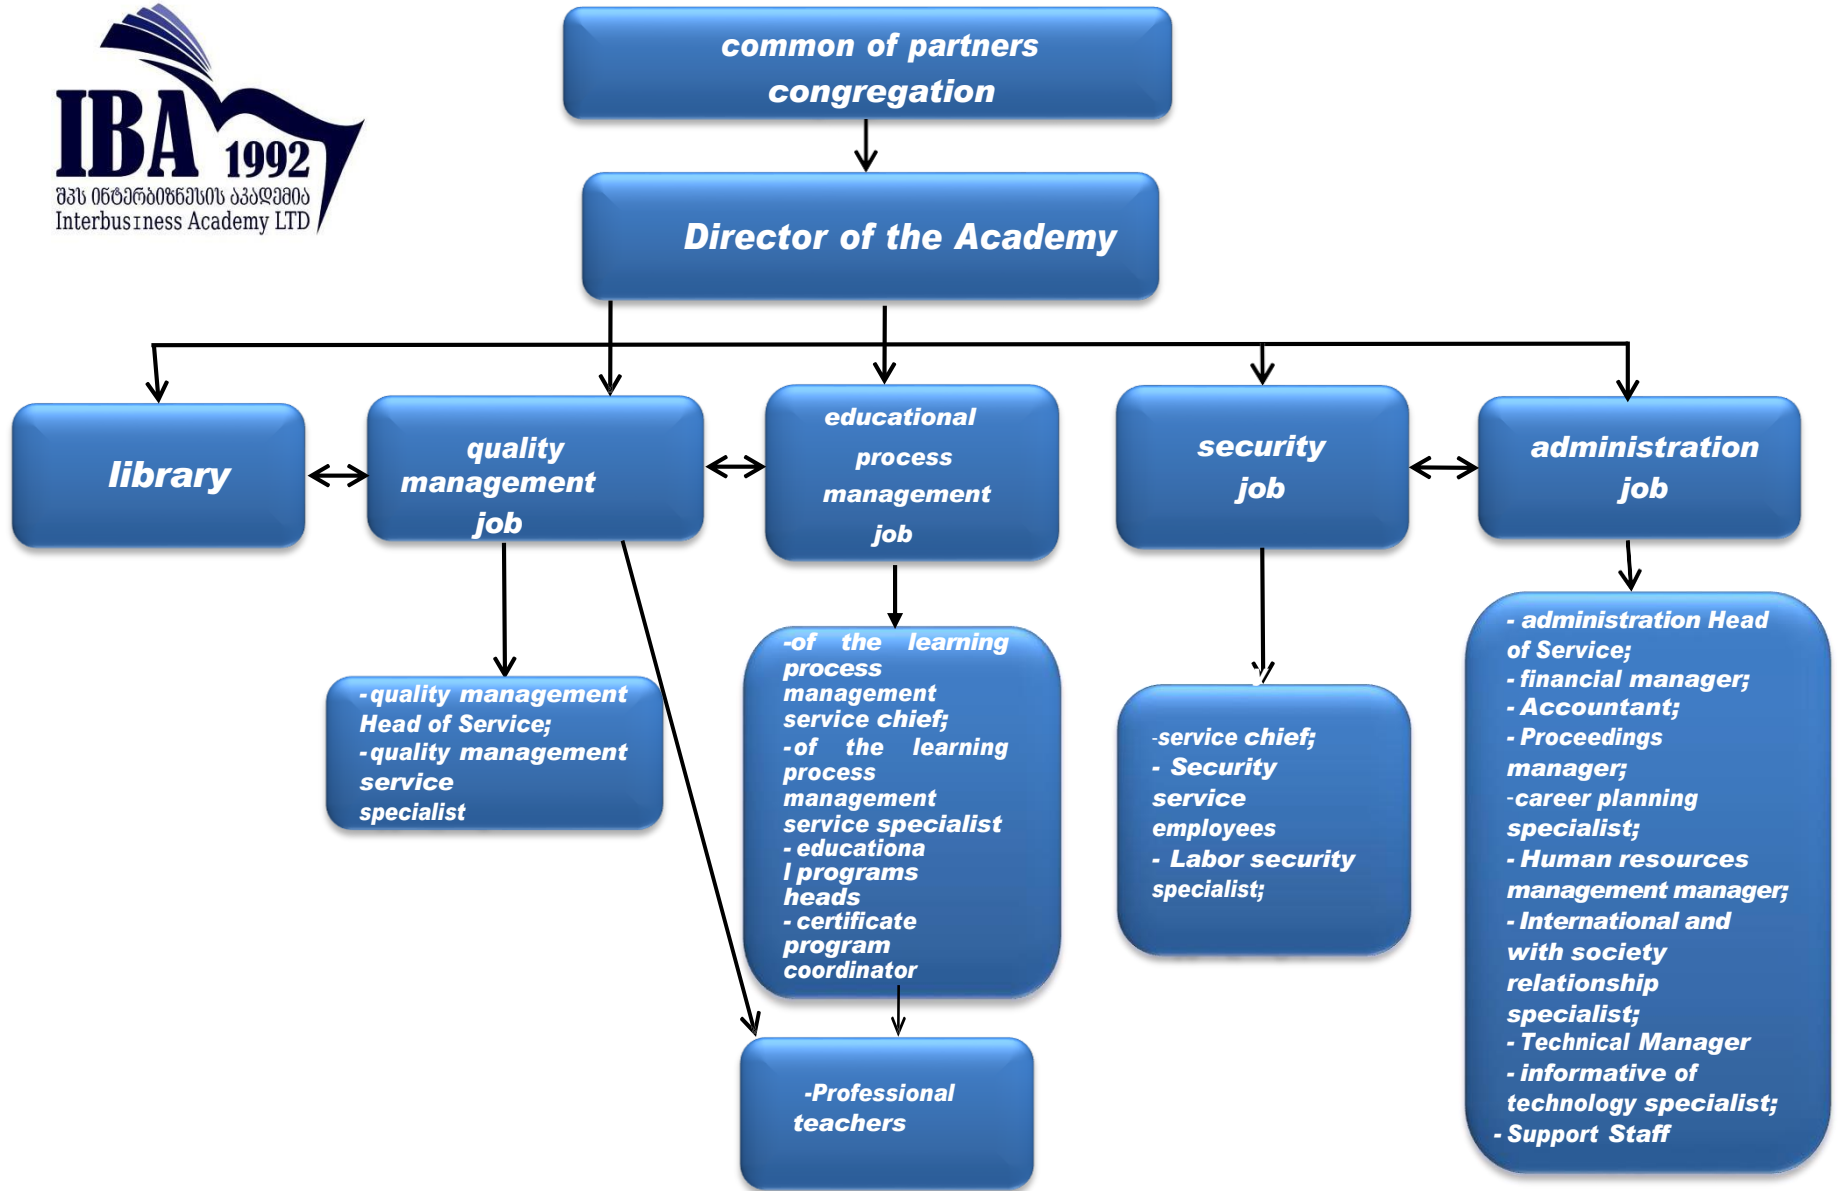 common of partners
congregation
IBA
1992
შპს ინტერბიზნესის აკადემია
Interbusıness Academy LTD
Director of the Academy
library
quality
management
job
educational
process
management
job
security
job
administration
job
-quality management
Head of Service;
-quality management
service
specialist
-of the learning
process
management
service chief;
-of the learning
process
management
service specialist
- educationa
l programs
heads
- certificate
program
coordinator
-service chief;
- Security
service
employees
- Labor security
specialist;
- administration Head
of Service;
- financial manager;
- Accountant;
- Proceedings
manager;
-career planning
specialist;
- Human resources
management manager;
- International and
with society
relationship
specialist;
- Technical Manager
- informative of
technology specialist;
- Support Staff
-Professional
teachers